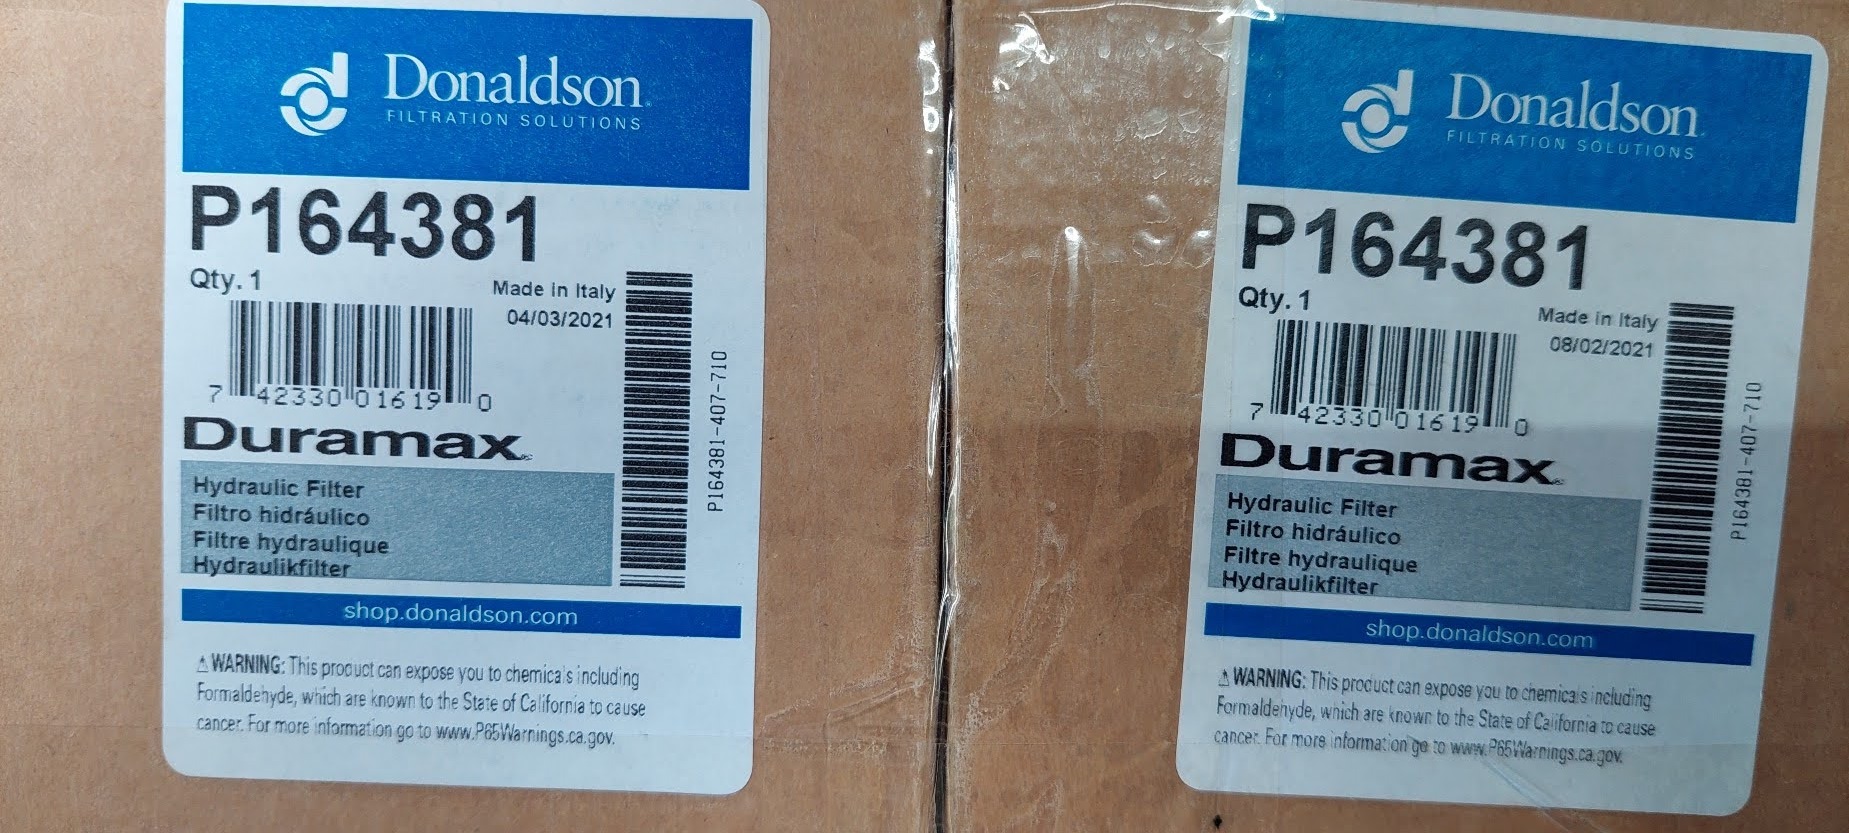 Donaldson
FILTRATION SOLUTIONS
P164381
Qty. 1
Made in Italy
04/03/2021
7 42330 01619 0
P164381-407-710
Duramax
Hydraulic Filter
Filtro hidráulico
Filtre hydraulique
Hydraulikfilter
shop.donaldson.com
⚠WARNING: This product can expose you to chemicals including
Formaldehyde, which are known to the State of California to cause
cancer. For more information go to www.P65Warnings.ca.gov.
Donaldson
FILTRATION SOLUTIONS
P164381
Qty. 1
Made in Italy
08/02/2021
7 42330 01619 0
P164381-407-710
Duramax
Hydraulic Filter
Filtro hidráulico
Filtre hydraulique
Hydraulikfilter
shop.donaldson.com
⚠WARNING: This product can expose you to chemicals including
Formaldehyde, which are known to the State of California to cause
cancer. For more information go to www.P65Warnings.ca.gov.